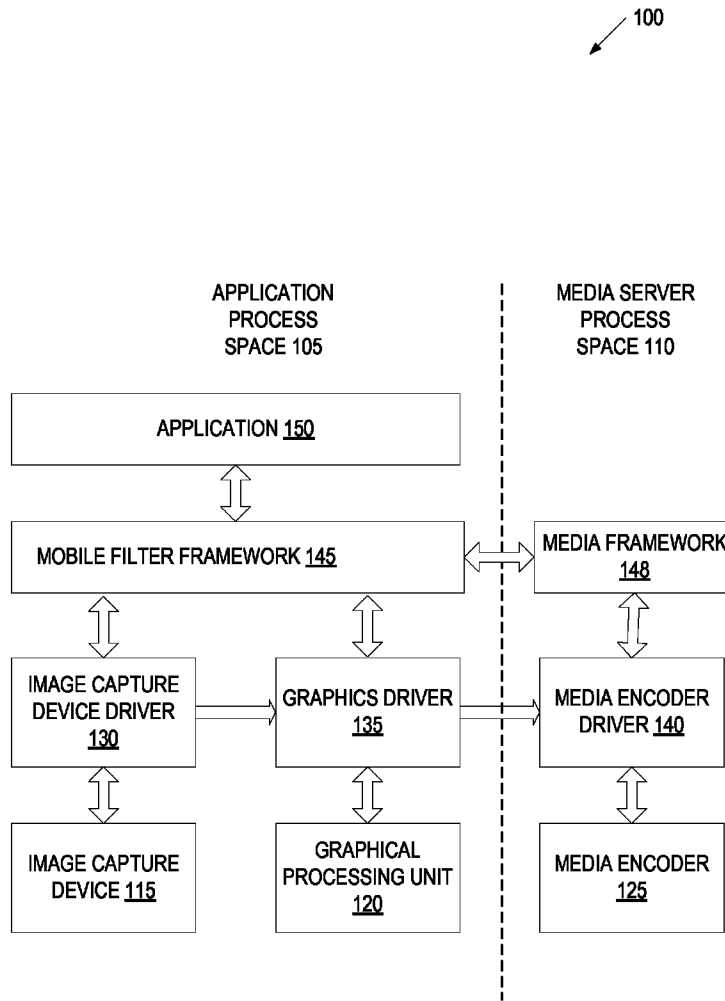 100
APPLICATION
PROCESS
SPACE 105
MEDIA SERVER
PROCESS
SPACE 110
APPLICATION 150
MOBILE FILTER FRAMEWORK 145
MEDIA FRAMEWORK
148
IMAGE CAPTURE
DEVICE DRIVER
130
GRAPHICS DRIVER
135
MEDIA ENCODER
DRIVER 140
IMAGE CAPTURE
DEVICE 115
GRAPHICAL
PROCESSING UNIT
120
MEDIA ENCODER
125